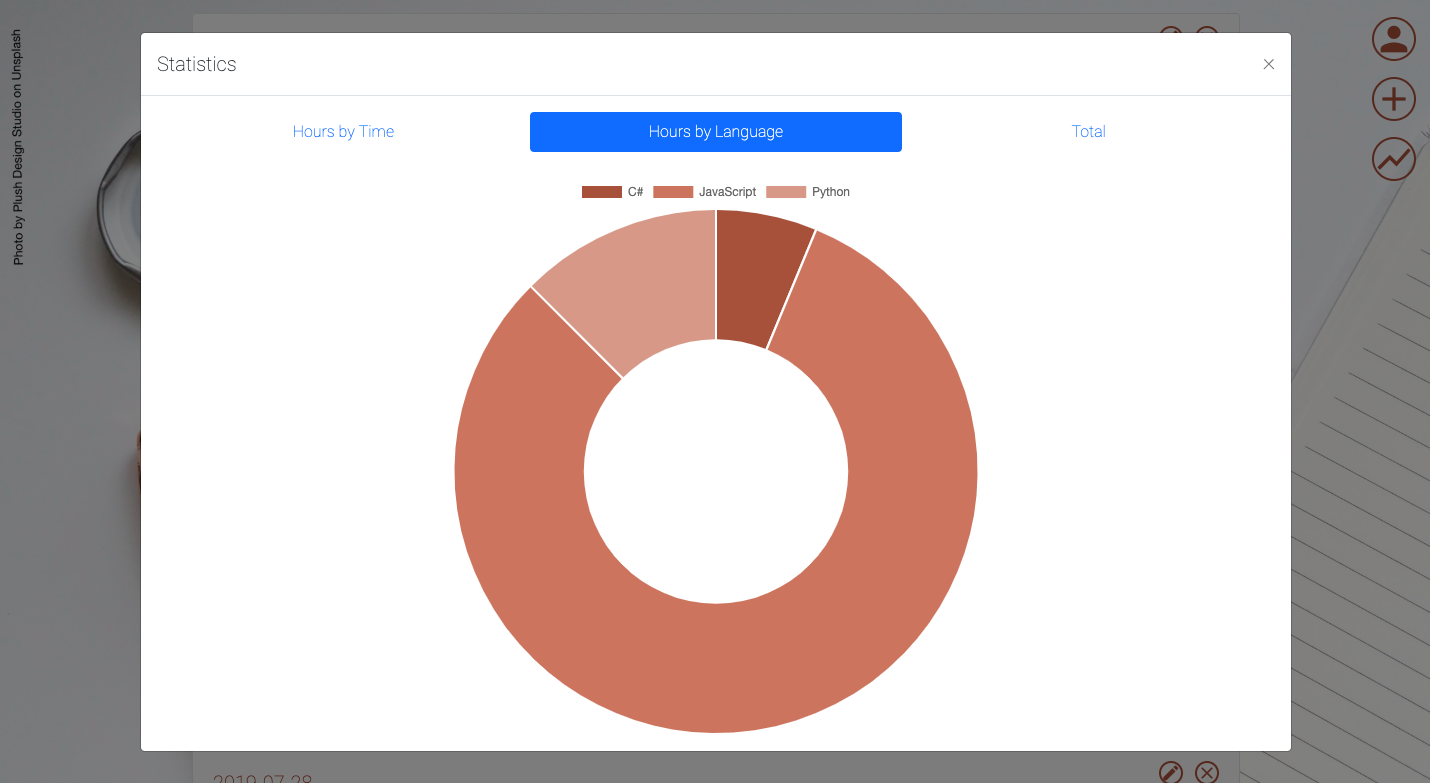 Photo by Plush Design Studio on Unsplash
Statistics
Hours by Time
Hours by Language
Total
C#
JavaScript
Python
2019-07-28